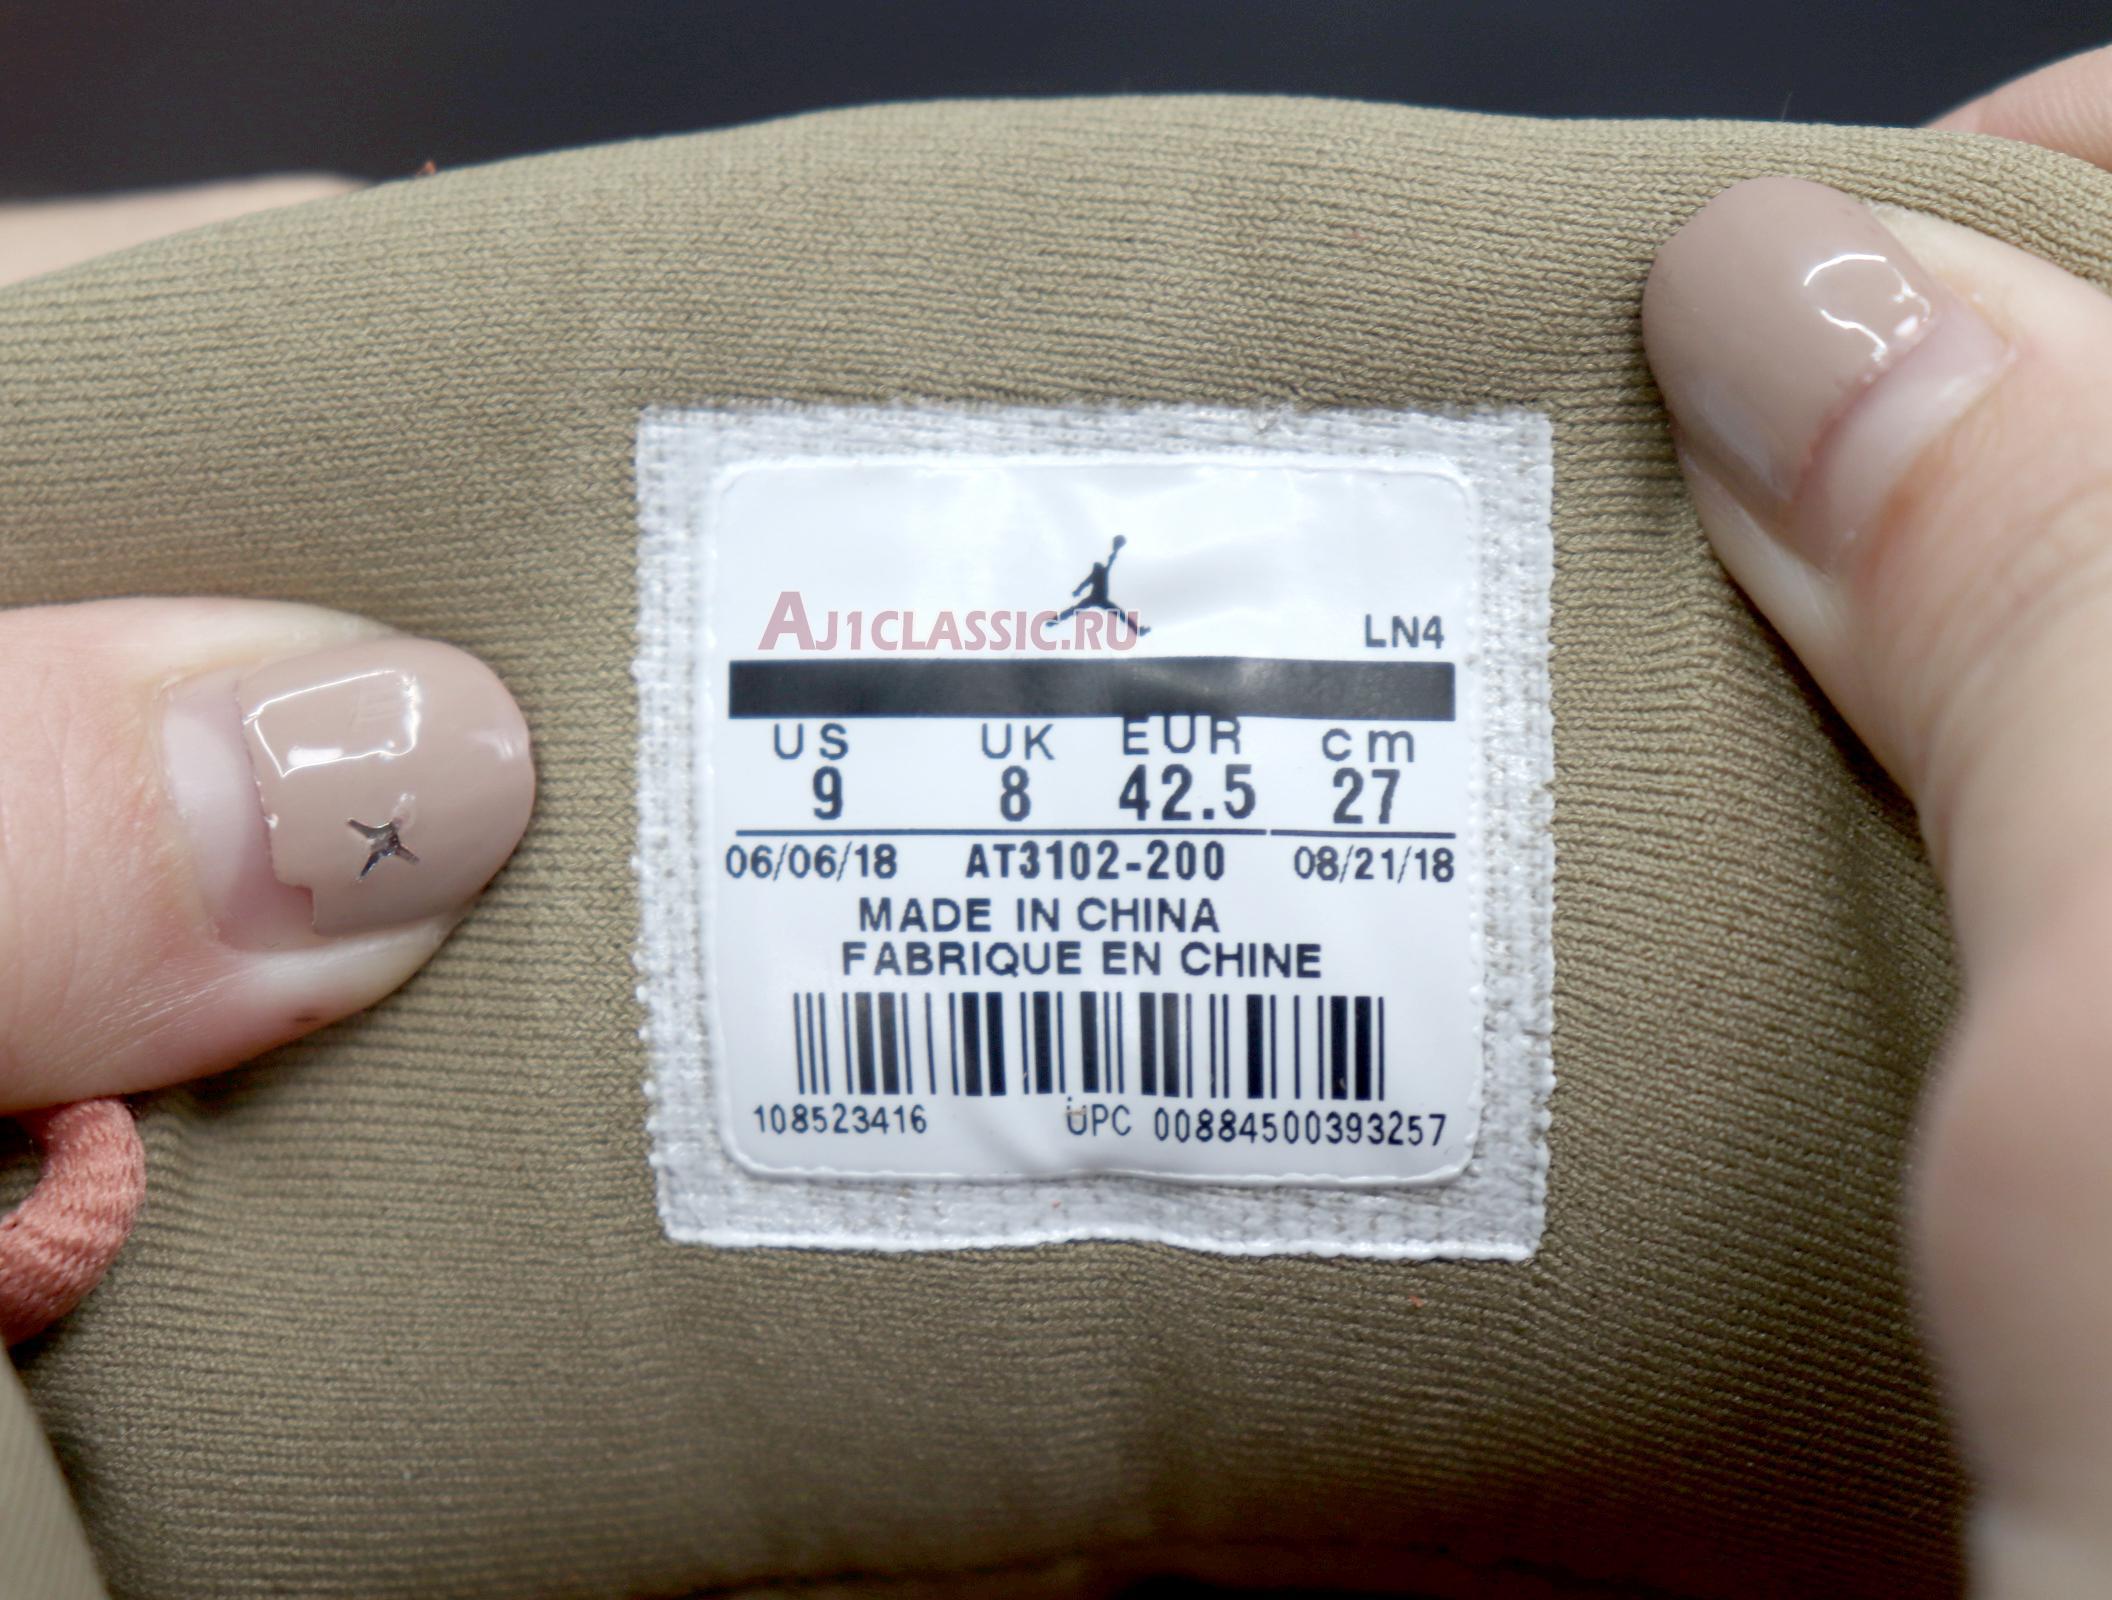 AJ1CLASSIC.RU
LN4
US UK EUR cm
9 8 42.5 27
06/06/18 AT3102-200 08/21/18
MADE IN CHINA
FABRIQUE EN CHINE
108523416 UPC 00884500393257